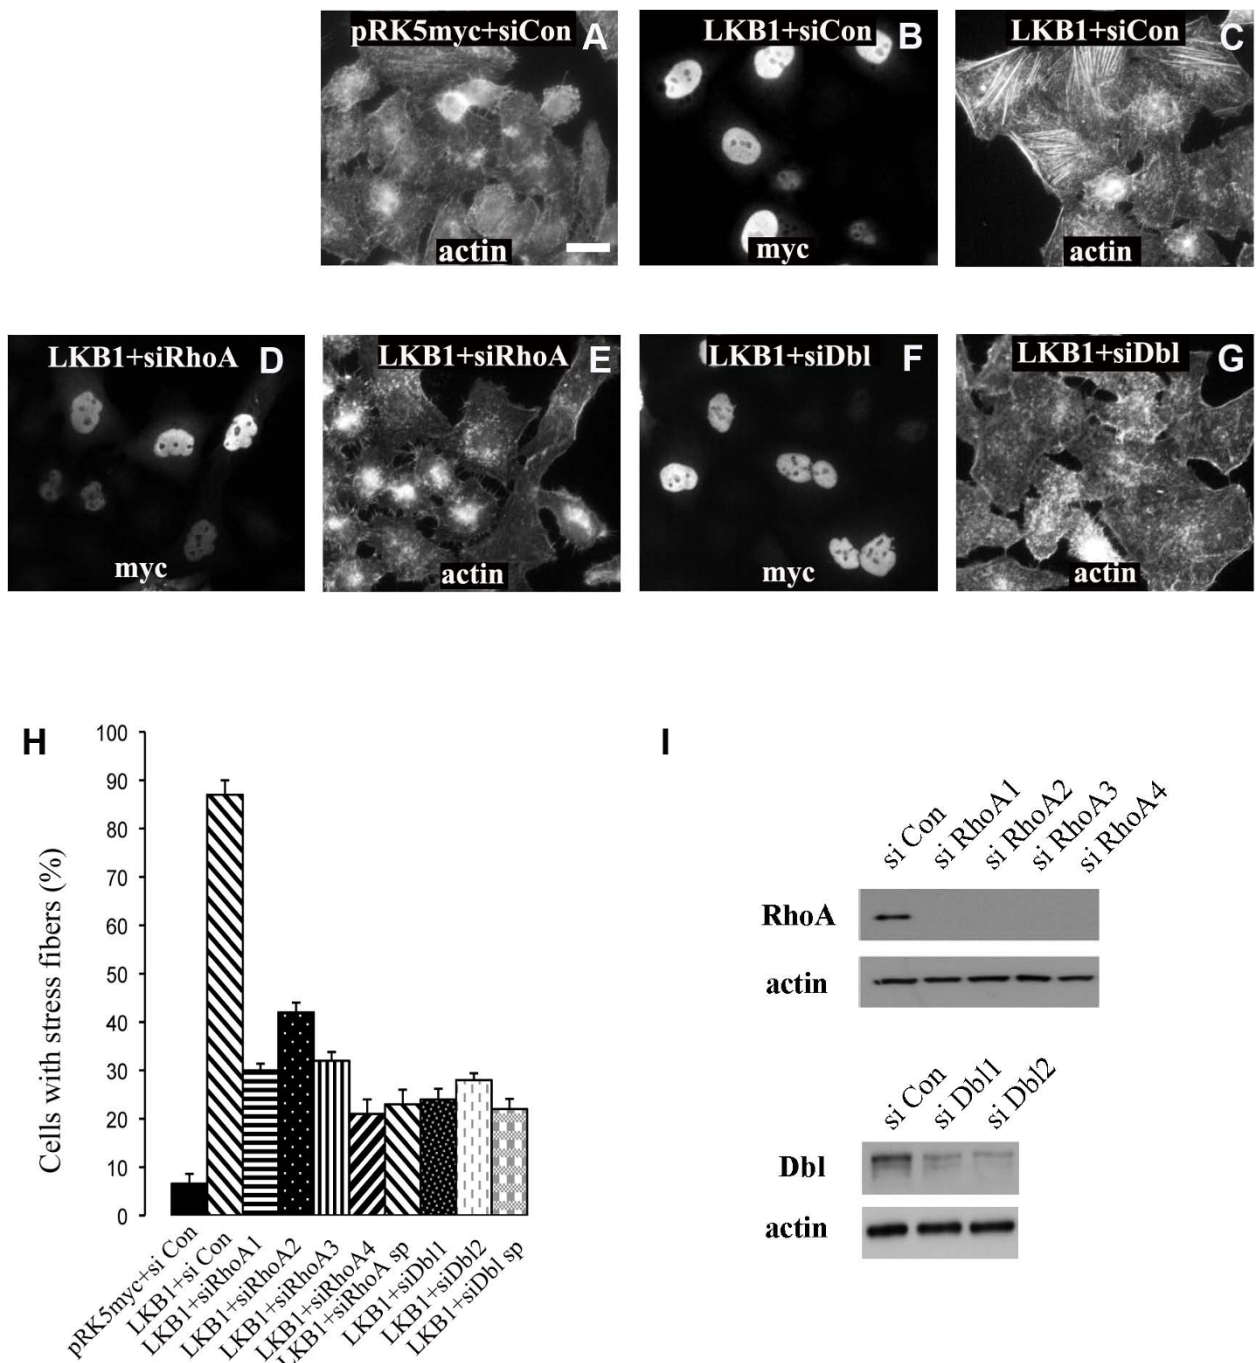 pRK5myc+siCon A
actin
LKB1+siCon B
myc
LKB1+siCon C
actin
LKB1+siRhoA D
myc
LKB1+siRhoA E
actin
LKB1+siDbl F
myc
LKB1+siDbl G
actin
H
Cells with stress fibers (%)
100
90
80
70
60
50
40
30
20
10
0
pRK5myc+si Con
LKB1+si Con
LKB1+siRhoA1
LKB1+siRhoA2
LKB1+siRhoA3
LKB1+siRhoA4
LKB1+siRhoA sp
LKB1+siDbl1
LKB1+siDbl2
LKB1+siDbl sp
I
si Con
si RhoA1
si RhoA2
si RhoA3
si RhoA4
RhoA
actin
si Con
si Dbl1
si Dbl2
Dbl
actin